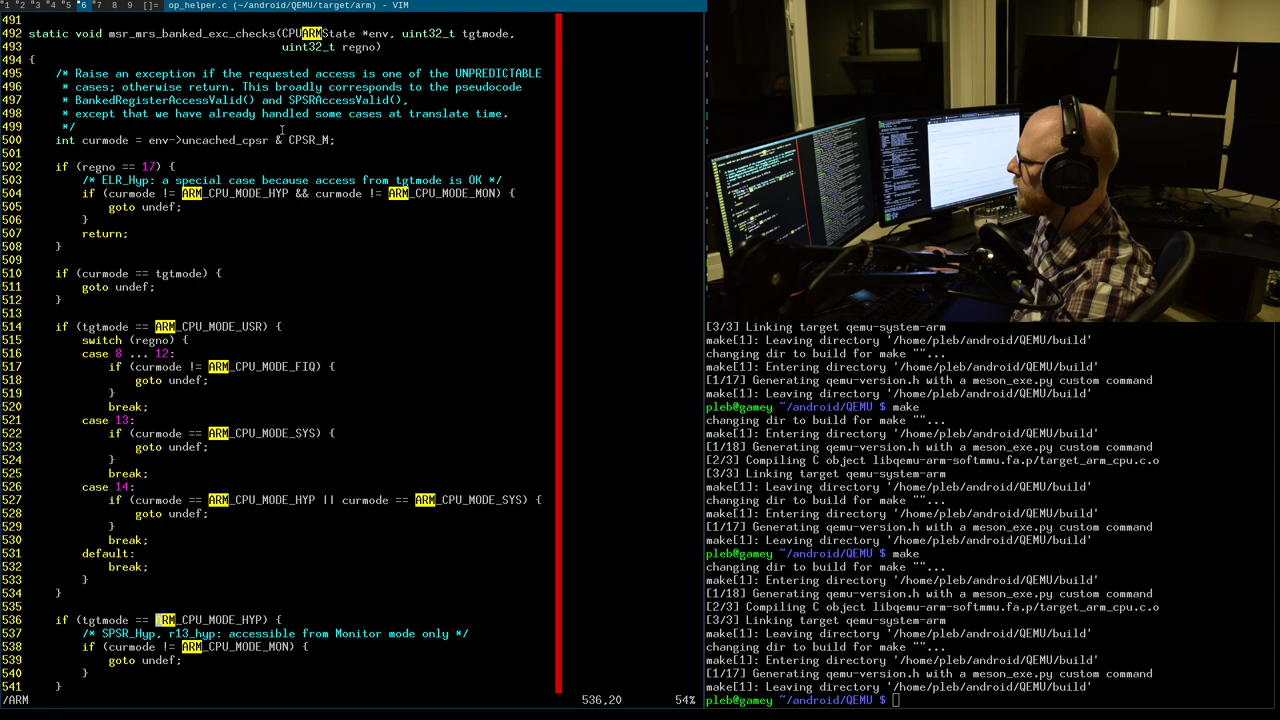 *1 *2 *3 *4 *5 *6 *7 8 9 []= op_helper.c (~/android/QEMU/target/arm) - VIM
491
492 static void msr_mrs_banked_exc_checks(CPUARMState *env, uint32_t tgtmode,
493                                       uint32_t regno)
494 {
495     /* Raise an exception if the requested access is one of the UNPREDICTABLE
496      * cases; otherwise return. This broadly corresponds to the pseudocode
497      * BankedRegisterAccessValid() and SPSRAccessValid(),
498      * except that we have already handled some cases at translate time.
499      */
500     int curmode = env->uncached_cpsr & CPSR_M;
501
502     if (regno == 17) {
503         /* ELR_Hyp: a special case because access from tgtmode is OK */
504         if (curmode != ARM_CPU_MODE_HYP && curmode != ARM_CPU_MODE_MON) {
505             goto undef;
506         }
507         return;
508     }
509
510     if (curmode == tgtmode) {
511         goto undef;
512     }
513
514     if (tgtmode == ARM_CPU_MODE_USR) {
515         switch (regno) {
516         case 8 ... 12:
517             if (curmode != ARM_CPU_MODE_FIQ) {
518                 goto undef;
519             }
520             break;
521         case 13:
522             if (curmode == ARM_CPU_MODE_SYS) {
523                 goto undef;
524             }
525             break;
526         case 14:
527             if (curmode == ARM_CPU_MODE_HYP || curmode == ARM_CPU_MODE_SYS) {
528                 goto undef;
529             }
530             break;
531         default:
532             break;
533         }
534     }
535
536     if (tgtmode == ARM_CPU_MODE_HYP) {
537         /* SPSR_Hyp, r13_hyp: accessible from Monitor mode only */
538         if (curmode != ARM_CPU_MODE_MON) {
539             goto undef;
540         }
541     }
/ARM 536,20 54%
[3/3] Linking target qemu-system-arm
make[1]: Leaving directory '/home/pleb/android/QEMU/build'
changing dir to build for make ""...
make[1]: Entering directory '/home/pleb/android/QEMU/build'
[1/17] Generating qemu-version.h with a meson_exe.py custom command
make[1]: Leaving directory '/home/pleb/android/QEMU/build'
pleb@gamey ~/android/QEMU $ make
changing dir to build for make ""...
make[1]: Entering directory '/home/pleb/android/QEMU/build'
[1/18] Generating qemu-version.h with a meson_exe.py custom command
[2/3] Compiling C object libqemu-arm-softmmu.fa.p/target_arm_cpu.c.o
[3/3] Linking target qemu-system-arm
make[1]: Leaving directory '/home/pleb/android/QEMU/build'
changing dir to build for make ""...
make[1]: Entering directory '/home/pleb/android/QEMU/build'
[1/17] Generating qemu-version.h with a meson_exe.py custom command
make[1]: Leaving directory '/home/pleb/android/QEMU/build'
pleb@gamey ~/android/QEMU $ make
changing dir to build for make ""...
make[1]: Entering directory '/home/pleb/android/QEMU/build'
[1/18] Generating qemu-version.h with a meson_exe.py custom command
[2/3] Compiling C object libqemu-arm-softmmu.fa.p/target_arm_cpu.c.o
[3/3] Linking target qemu-system-arm
make[1]: Leaving directory '/home/pleb/android/QEMU/build'
changing dir to build for make ""...
make[1]: Entering directory '/home/pleb/android/QEMU/build'
[1/17] Generating qemu-version.h with a meson_exe.py custom command
make[1]: Leaving directory '/home/pleb/android/QEMU/build'
pleb@gamey ~/android/QEMU $